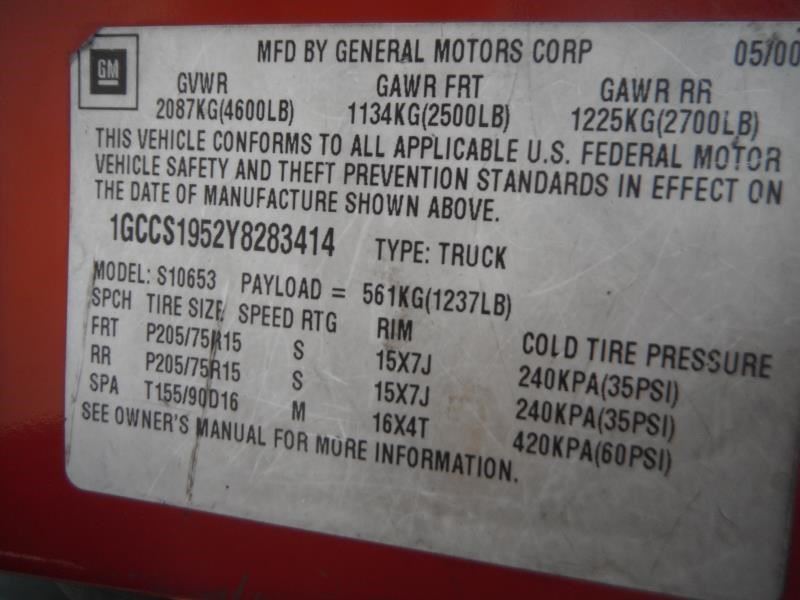 GM
MFD BY GENERAL MOTORS CORP 05/00
GVWR GAWR FRT GAWR RR
2087KG(4600LB) 1134KG(2500LB) 1225KG(2700LB)
THIS VEHICLE CONFORMS TO ALL APPLICABLE U.S. FEDERAL MOTOR
VEHICLE SAFETY AND THEFT PREVENTION STANDARDS IN EFFECT ON
THE DATE OF MANUFACTURE SHOWN ABOVE.
1GCCS1952Y8283414 TYPE: TRUCK
MODEL: S10653 PAYLOAD = 561KG(1237LB)
SPCH TIRE SIZE SPEED RTG RIM COLD TIRE PRESSURE
FRT P205/75R15 S 15X7J 240KPA(35PSI)
RR P205/75R15 S 15X7J 240KPA(35PSI)
SPA T155/90D16 M 16X4T 420KPA(60PSI)
SEE OWNER'S MANUAL FOR MORE INFORMATION.